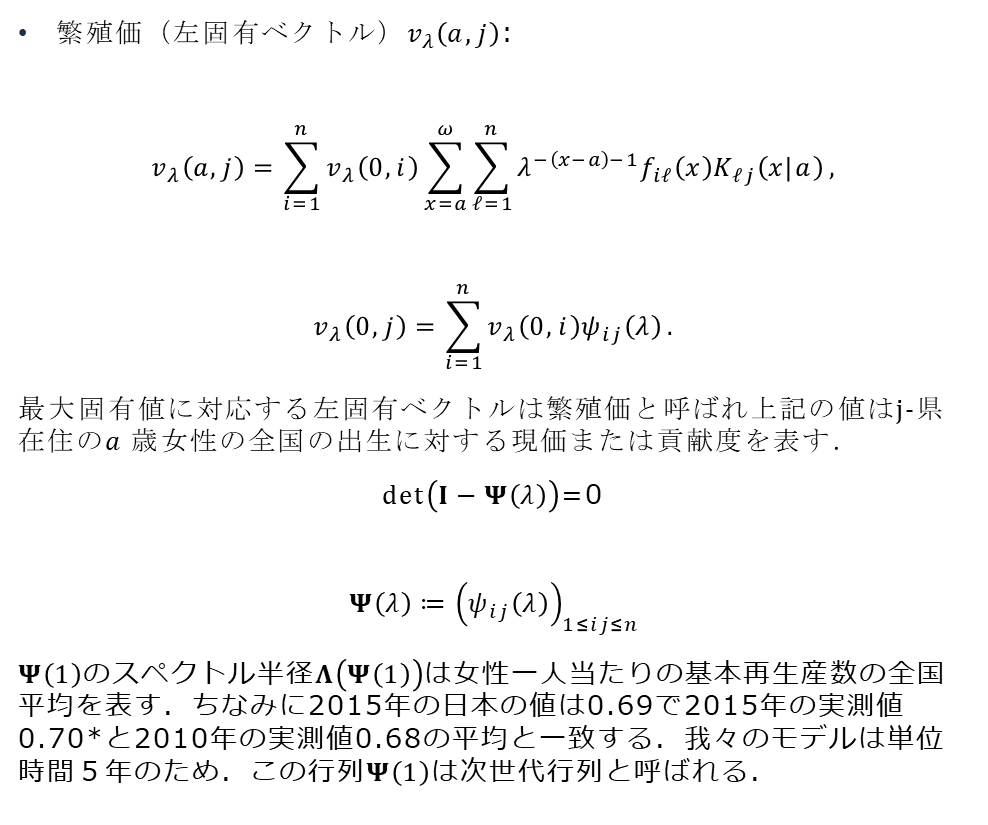 • 繁殖価（左固有ベクトル）v_λ(a, j):
v_λ(a, j) = ∑_{i=1}^{n} v_λ(0, i) ∑_{x=a}^{ω} ∑_{ℓ=1}^{n} λ^{−(x−a)−1} f_{iℓ}(x) K_{ℓj}(x|a) ,
v_λ(0, j) = ∑_{i=1}^{n} v_λ(0, i) ψ_{ij}(λ) .
最大固有値に対応する左固有ベクトルは繁殖価と呼ばれ上記の値はj-県
在住のa 歳女性の全国の出生に対する現価または貢献度を表す．
det(I − Ψ(λ))=0
Ψ(λ) ≔ (ψ_{ij}(λ))_{1≤ij≤n}
Ψ(1)のスペクトル半径Λ(Ψ(1))は女性一人当たりの基本再生産数の全国
平均を表す．ちなみに2015年の日本の値は0.69で2015年の実測値
0.70*と2010年の実測値0.68の平均と一致する．我々のモデルは単位
時間５年のため．この行列Ψ(1)は次世代行列と呼ばれる．